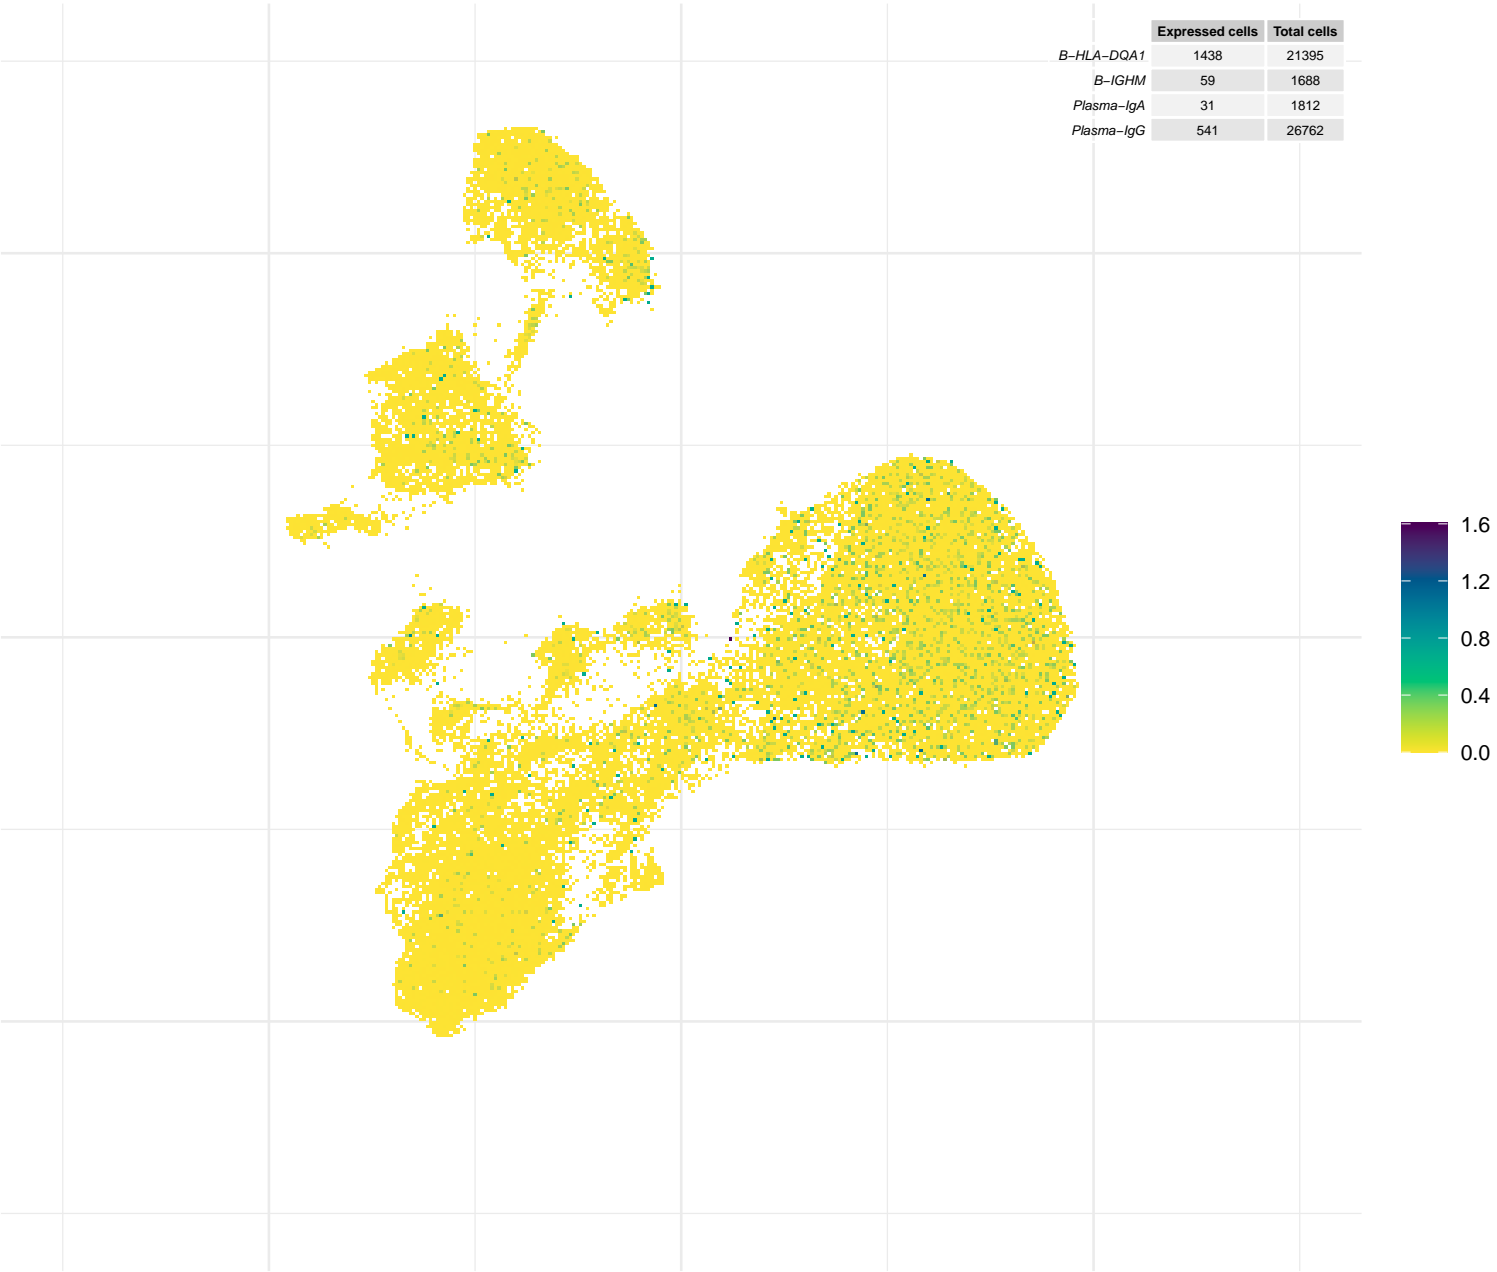 Expressed cells Total cells
B−HLA−DQA1 1438 21395
B−IGHM 59 1688
Plasma−IgA 31 1812
Plasma−IgG 541 26762
1.6
1.2
0.8
0.4
0.0